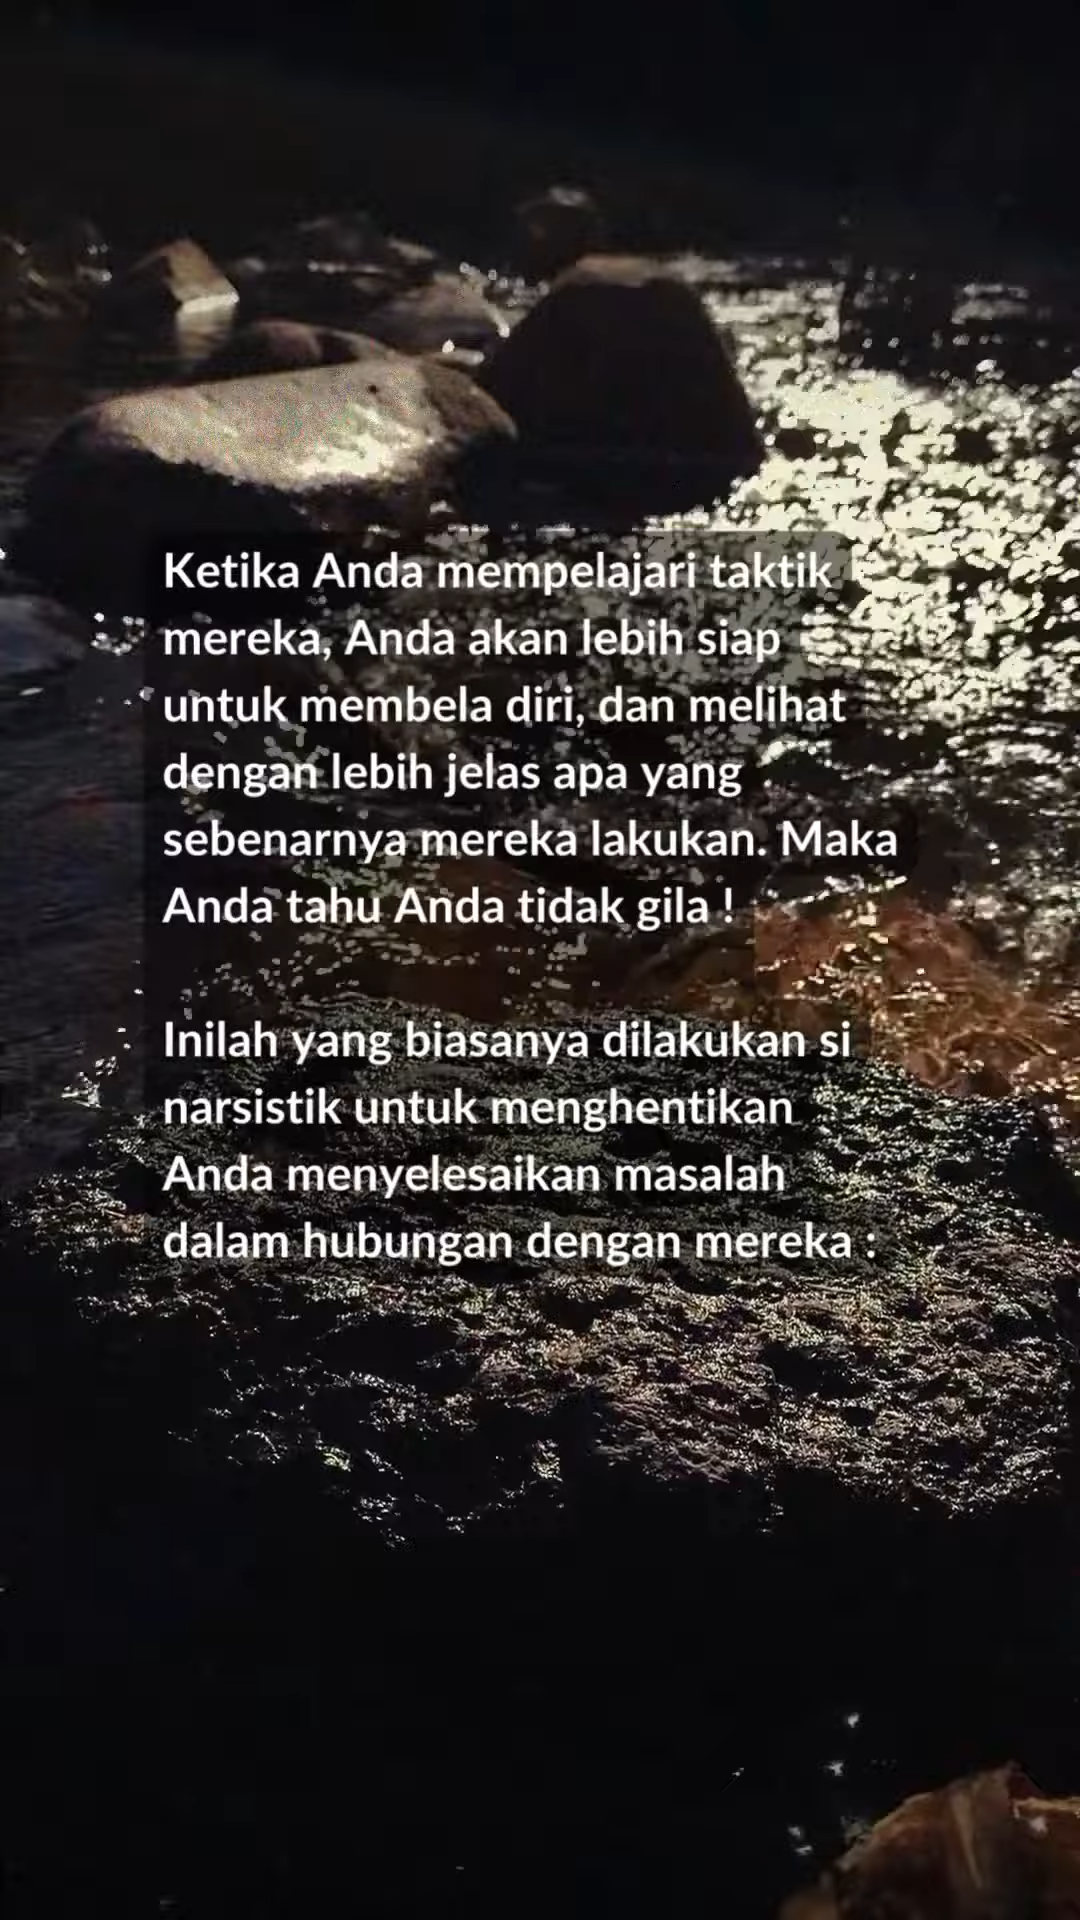 Ketika Anda mempelajari taktik
mereka, Anda akan lebih siap
untuk membela diri, dan melihat
dengan lebih jelas apa yang
sebenarnya mereka lakukan. Maka
Anda tahu Anda tidak gila !
Inilah yang biasanya dilakukan si
narsistik untuk menghentikan
Anda menyelesaikan masalah
dalam hubungan dengan mereka :